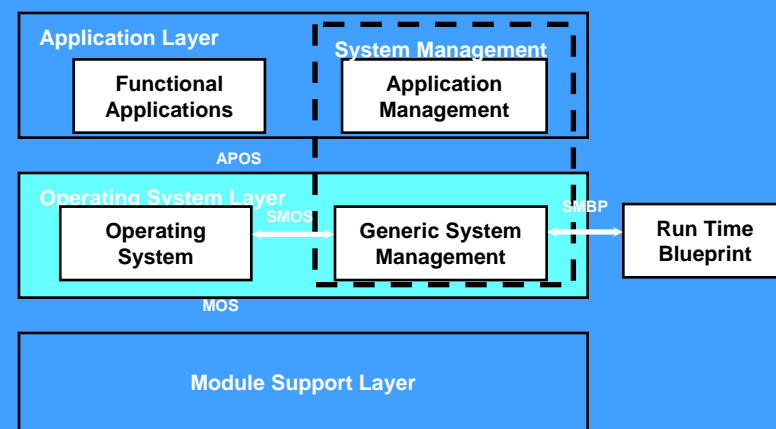 Application Layer
System Management
Functional
Applications
Application
Management
APOS
Operating System Layer
SMOS
SMBP
Operating
System
Generic System
Management
Run Time
Blueprint
MOS
Module Support Layer